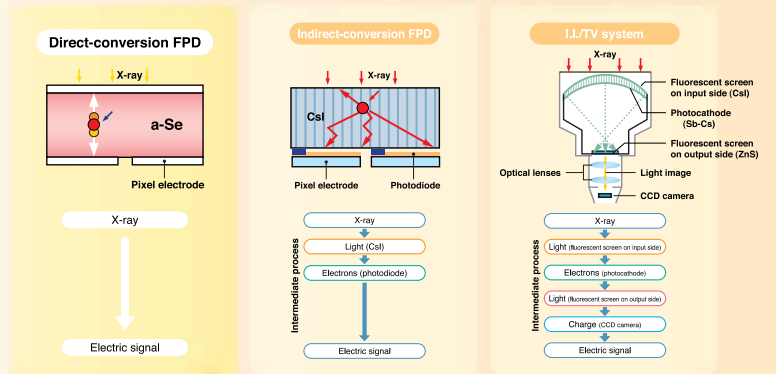 Direct-conversion FPD
X-ray
a-Se
Pixel electrode
X-ray
Electric signal
Indirect-conversion FPD
X-ray
CsI
Pixel electrode
Photodiode
Intermediate process
X-ray
Light (CsI)
Electrons (photodiode)
Electric signal
I.I./TV system
X-ray
Fluorescent screen
on input side (CsI)
Photocathode
(Sb-Cs)
Fluorescent screen
on output side (ZnS)
Optical lenses
Light image
CCD camera
Intermediate process
X-ray
Light (fluorescent screen on input side)
Electrons (photocathode)
Light (fluorescent screen on output side)
Charge (CCD camera)
Electric signal